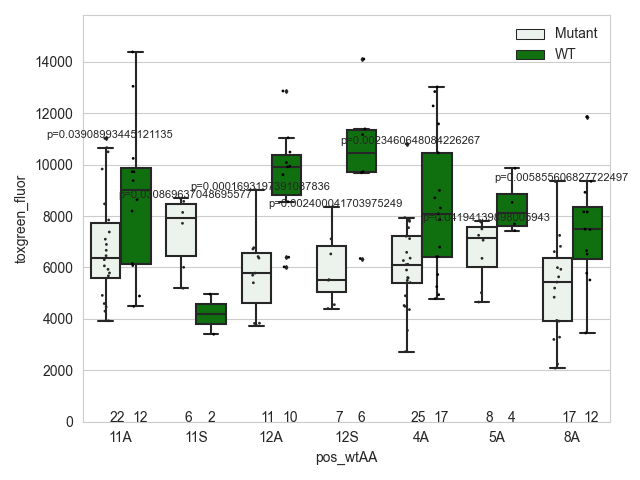 Mutant
WT
toxgreen_fluor
14000
12000
10000
8000
6000
4000
2000
0
p=0.03908993445121135
p=0.0001693197391037836
p=0.002400041703975249
p=0.0023460648084226267
p=0.005855606827722497
22 12
6 2
11 10
7 6
25 17
8 4
17 12
11A 11S 12A 12S 4A 5A 8A
pos_wtAA